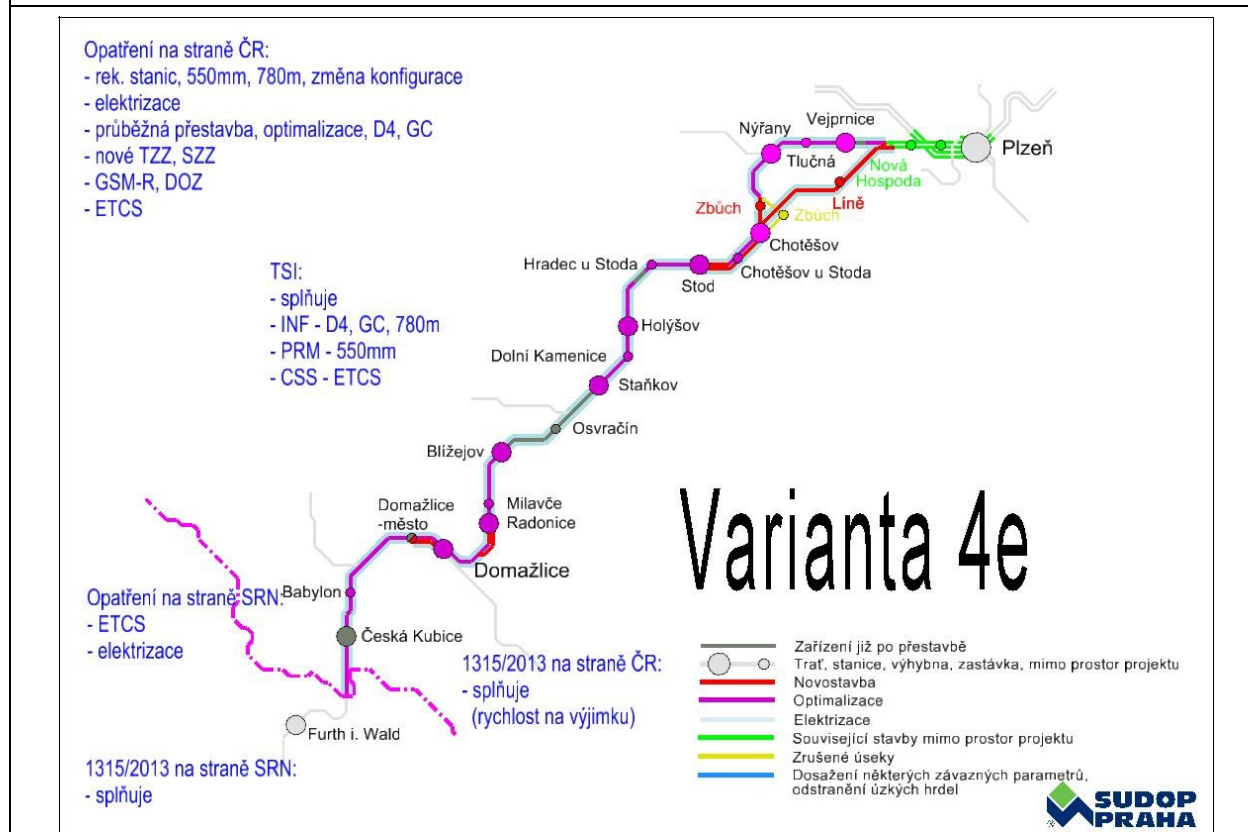 Opatření na straně ČR:
- rek. stanic, 550mm, 780m, změna konfigurace
- elektrizace
- průběžná přestavba, optimalizace, D4, GC
- nové TZZ, SZZ
- GSM-R, DOZ
- ETCS
Nýřany
Vejprnice
Tlučná
Plzeň
Nová
Hospoda
Líně
Zbůch
Zbůch
Chotěšov
TSI:
- splňuje
- INF - D4, GC, 780m
- PRM - 550mm
- CSS - ETCS
Hradec u Stoda
Stod
Chotěšov u Stoda
Holýšov
Dolní Kamenice
Staňkov
Osvračín
Blížejov
Milavče
Radonice
Domažlice
-město
Domažlice
Varianta 4e
Opatření na straně SRN:
- ETCS
- elektrizace
Babylon
Česká Kubice
1315/2013 na straně ČR:
- splňuje
(rychlost na výjimku)
Furth i. Wald
1315/2013 na straně SRN:
- splňuje
Zařízení již po přestavbě
Trať, stanice, výhybna, zastávka, mimo prostor projektu
Novostavba
Optimalizace
Elektrizace
Související stavby mimo prostor projektu
Zrušené úseky
Dosažení některých závazných parametrů,
odstranění úzkých hrdel
SUDOP
PRAHA